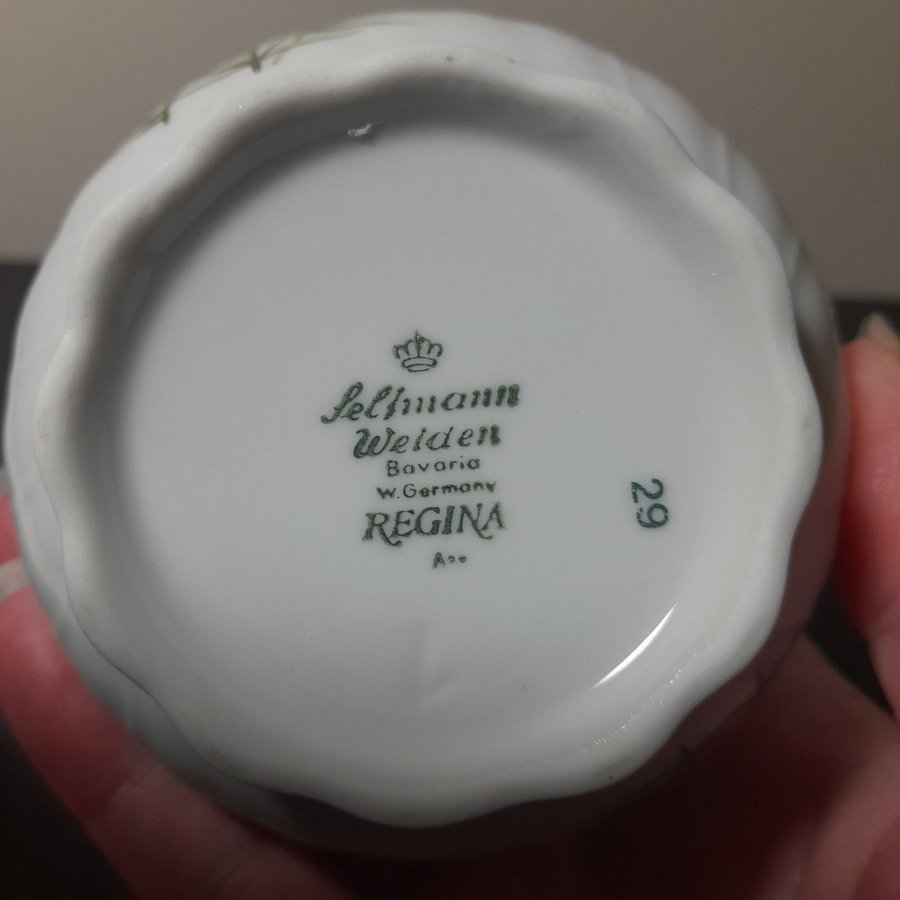 Seltmann
Weiden
Bavaria
W. Germany
REGINA
29